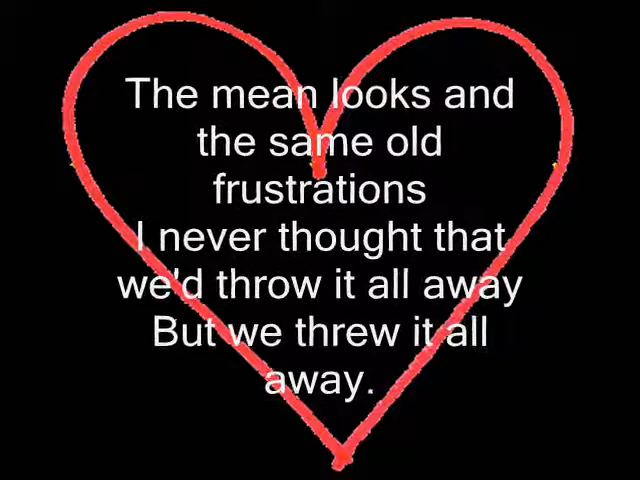 The mean looks and
the same old
frustrations
I never thought that
we'd throw it all away
But we threw it all
away.